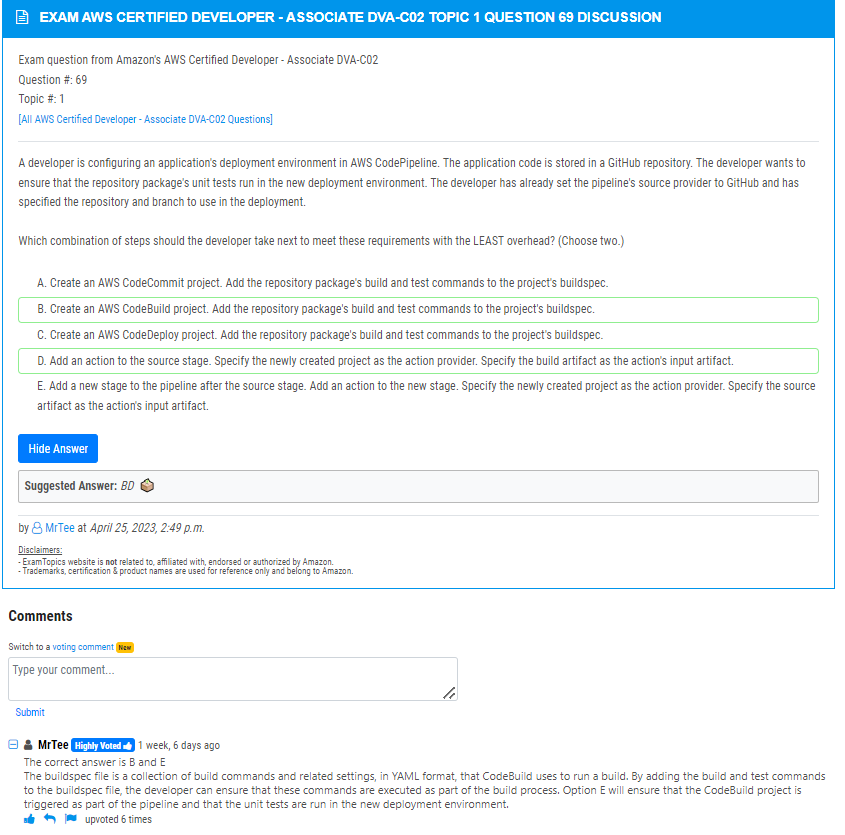 EXAM AWS CERTIFIED DEVELOPER - ASSOCIATE DVA-C02 TOPIC 1 QUESTION 69 DISCUSSION
Exam question from Amazon's AWS Certified Developer - Associate DVA-C02
Question #: 69
Topic #: 1
[All AWS Certified Developer - Associate DVA-C02 Questions]
A developer is configuring an application's deployment environment in AWS CodePipeline. The application code is stored in a GitHub repository. The developer wants to
ensure that the repository package's unit tests run in the new deployment environment. The developer has already set the pipeline's source provider to GitHub and has
specified the repository and branch to use in the deployment.
Which combination of steps should the developer take next to meet these requirements with the LEAST overhead? (Choose two.)
A. Create an AWS CodeCommit project. Add the repository package's build and test commands to the project's buildspec.
B. Create an AWS CodeBuild project. Add the repository package's build and test commands to the project's buildspec.
C. Create an AWS CodeDeploy project. Add the repository package's build and test commands to the project's buildspec.
D. Add an action to the source stage. Specify the newly created project as the action provider. Specify the build artifact as the action's input artifact.
E. Add a new stage to the pipeline after the source stage. Add an action to the new stage. Specify the newly created project as the action provider. Specify the source
artifact as the action's input artifact.
Hide Answer
Suggested Answer: BD
by MrTee at April 25, 2023, 2:49 p.m.
Disclaimers:
- ExamTopics website is not related to, affiliated with, endorsed or authorized by Amazon.
- Trademarks, certification & product names are used for reference only and belong to Amazon.
Comments
Switch to a voting comment New
Type your comment...
Submit
MrTee Highly Voted 1 week, 6 days ago
The correct answer is B and E
The buildspec file is a collection of build commands and related settings, in YAML format, that CodeBuild uses to run a build. By adding the build and test commands
to the buildspec file, the developer can ensure that these commands are executed as part of the build process. Option E will ensure that the CodeBuild project is
triggered as part of the pipeline and that the unit tests are run in the new deployment environment.
upvoted 6 times